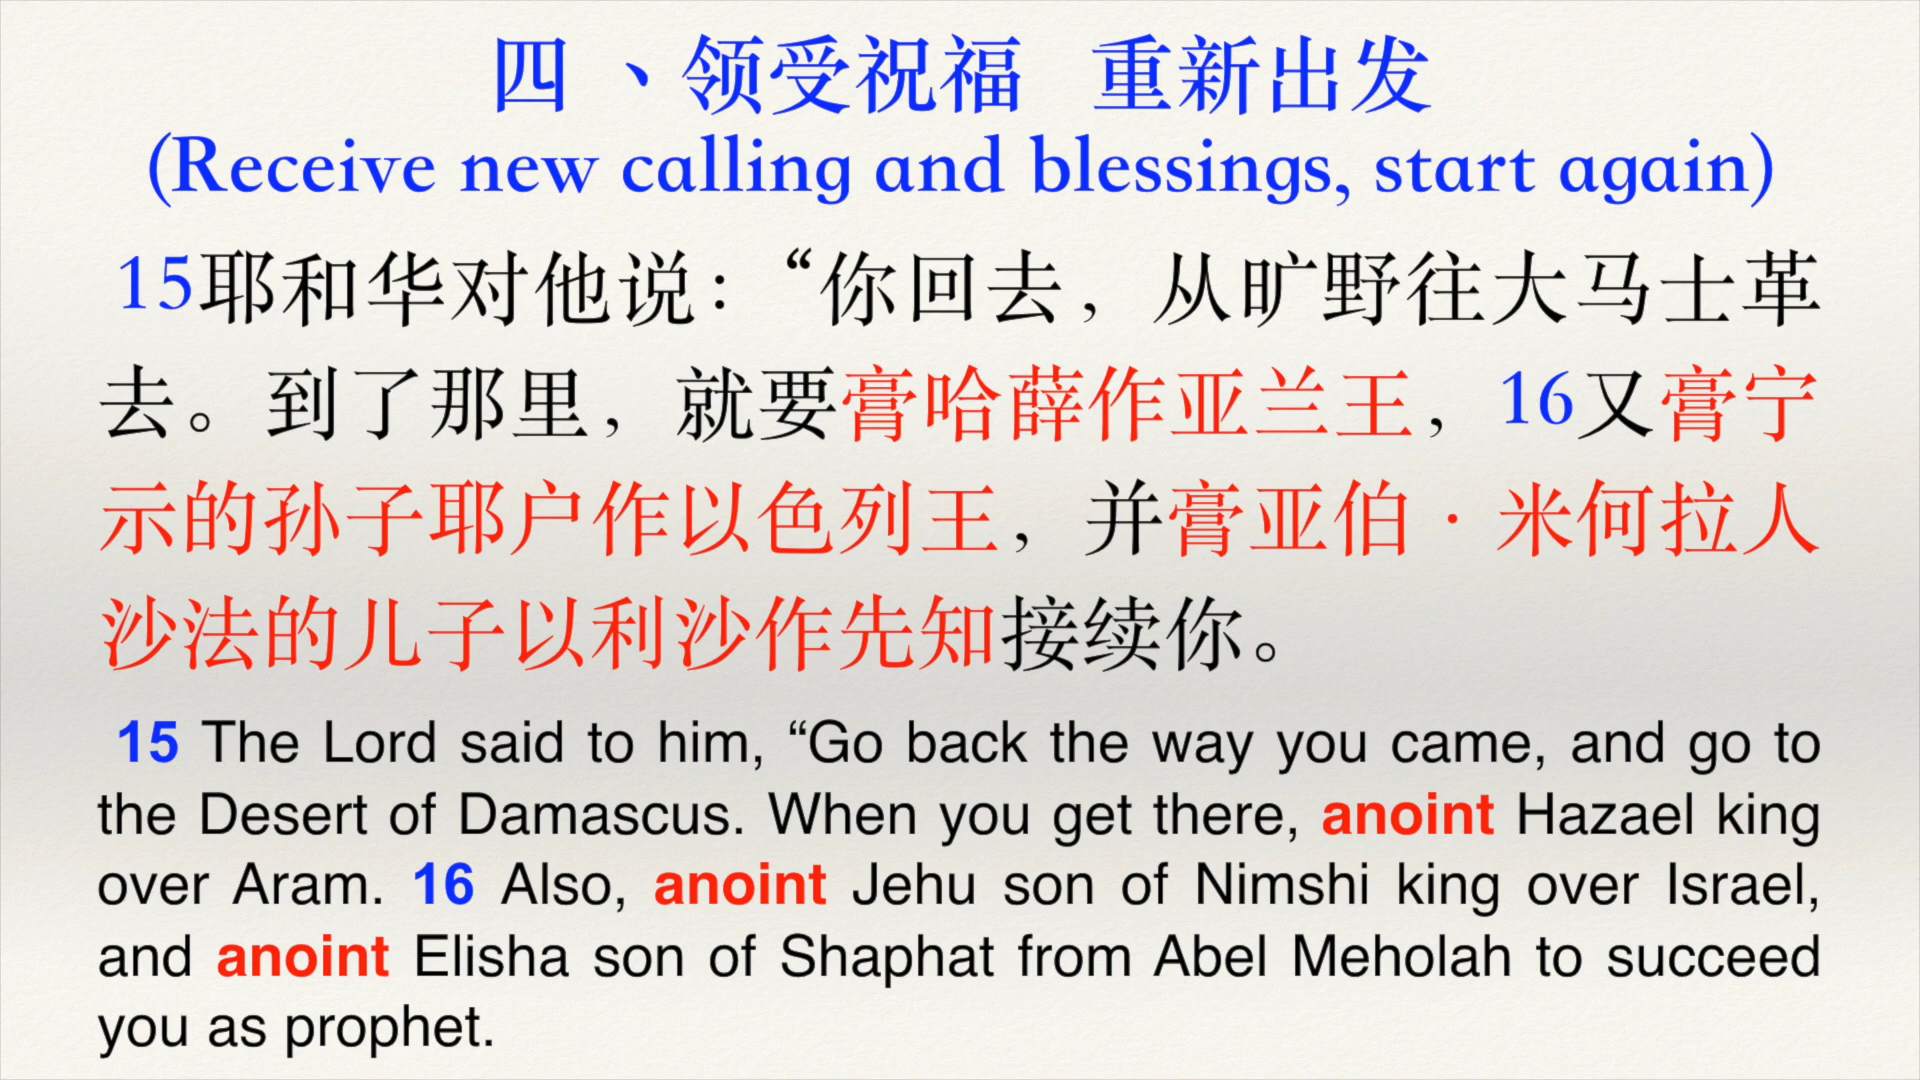 四 、领受祝福 重新出发
(Receive new calling and blessings, start again)
15耶和华对他说：“你回去，从旷野往大马士革
去。到了那里，就要膏哈薛作亚兰王，16又膏宁
示的孙子耶户作以色列王，并膏亚伯·米何拉人
沙法的儿子以利沙作先知接续你。
15 The Lord said to him, “Go back the way you came, and go to
the Desert of Damascus. When you get there, anoint Hazael king
over Aram. 16 Also, anoint Jehu son of Nimshi king over Israel,
and anoint Elisha son of Shaphat from Abel Meholah to succeed
you as prophet.